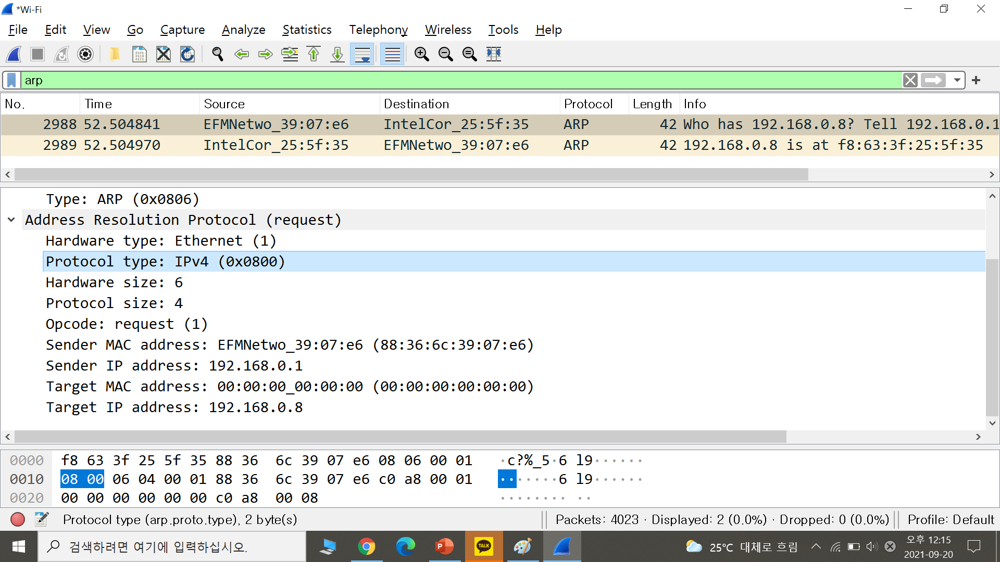 *Wi-Fi
File Edit View Go Capture Analyze Statistics Telephony Wireless Tools Help
arp
No. Time Source Destination Protocol Length Info
2988 52.504841 EFMNetwo_39:07:e6 IntelCor_25:5f:35 ARP 42 Who has 192.168.0.8? Tell 192.168.0.1
2989 52.504970 IntelCor_25:5f:35 EFMNetwo_39:07:e6 ARP 42 192.168.0.8 is at f8:63:3f:25:5f:35
Type: ARP (0x0806)
Address Resolution Protocol (request)
Hardware type: Ethernet (1)
Protocol type: IPv4 (0x0800)
Hardware size: 6
Protocol size: 4
Opcode: request (1)
Sender MAC address: EFMNetwo_39:07:e6 (88:36:6c:39:07:e6)
Sender IP address: 192.168.0.1
Target MAC address: 00:00:00_00:00:00 (00:00:00:00:00:00)
Target IP address: 192.168.0.8
0000 f8 63 3f 25 5f 35 88 36 6c 39 07 e6 08 06 00 01 ·c?%_5·6 l9······
0010 08 00 06 04 00 01 88 36 6c 39 07 e6 c0 a8 00 01 ·······6 l9······
0020 00 00 00 00 00 00 c0 a8 00 08 ········ ··
Protocol type (arp.proto.type), 2 byte(s) Packets: 4023 · Displayed: 2 (0.0%) · Dropped: 0 (0.0%) Profile: Default
검색하려면 여기에 입력하십시오. P TALK 25°C 대체로 흐림 오후 12:15
2021-09-20